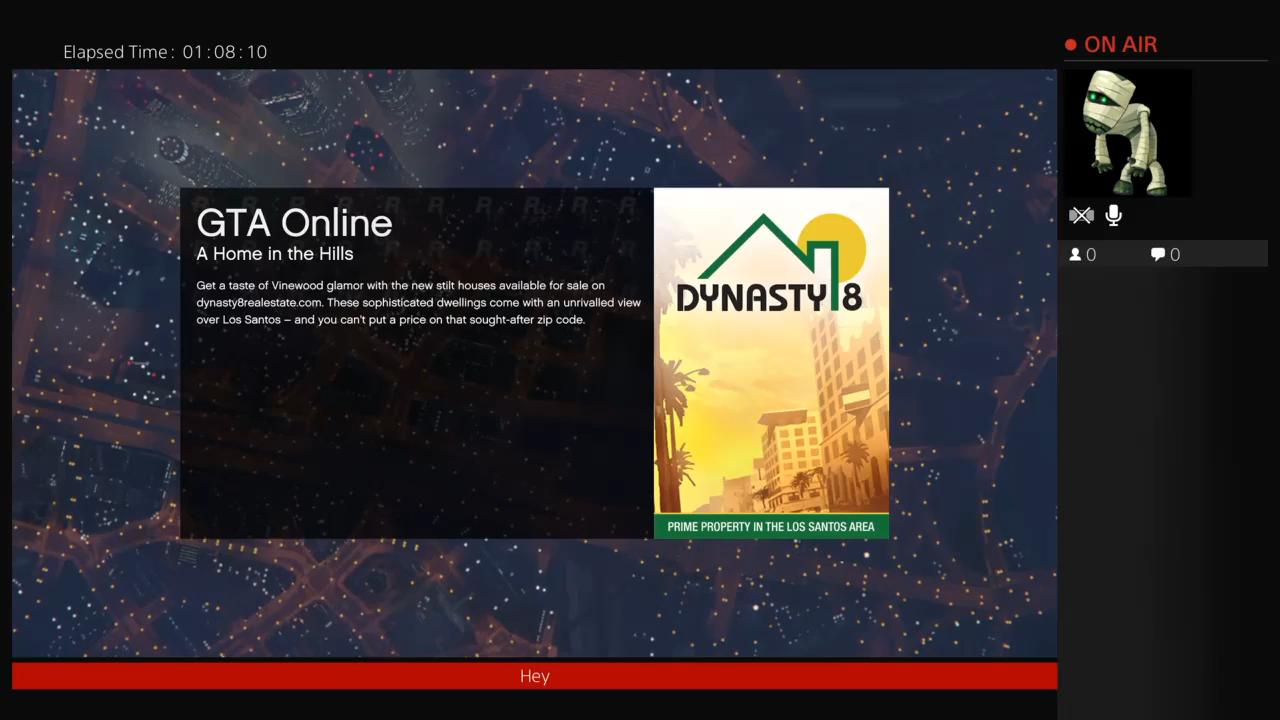 Elapsed Time: 01:08:10
ON AIR
GTA Online
A Home in the Hills
Get a taste of Vinewood glamor with the new stilt houses available for sale on
dynasty8realestate.com. These sophisticated dwellings come with an unrivalled view
over Los Santos – and you can't put a price on that sought-after zip code.
DYNASTY 8
PRIME PROPERTY IN THE LOS SANTOS AREA
0
0
Hey